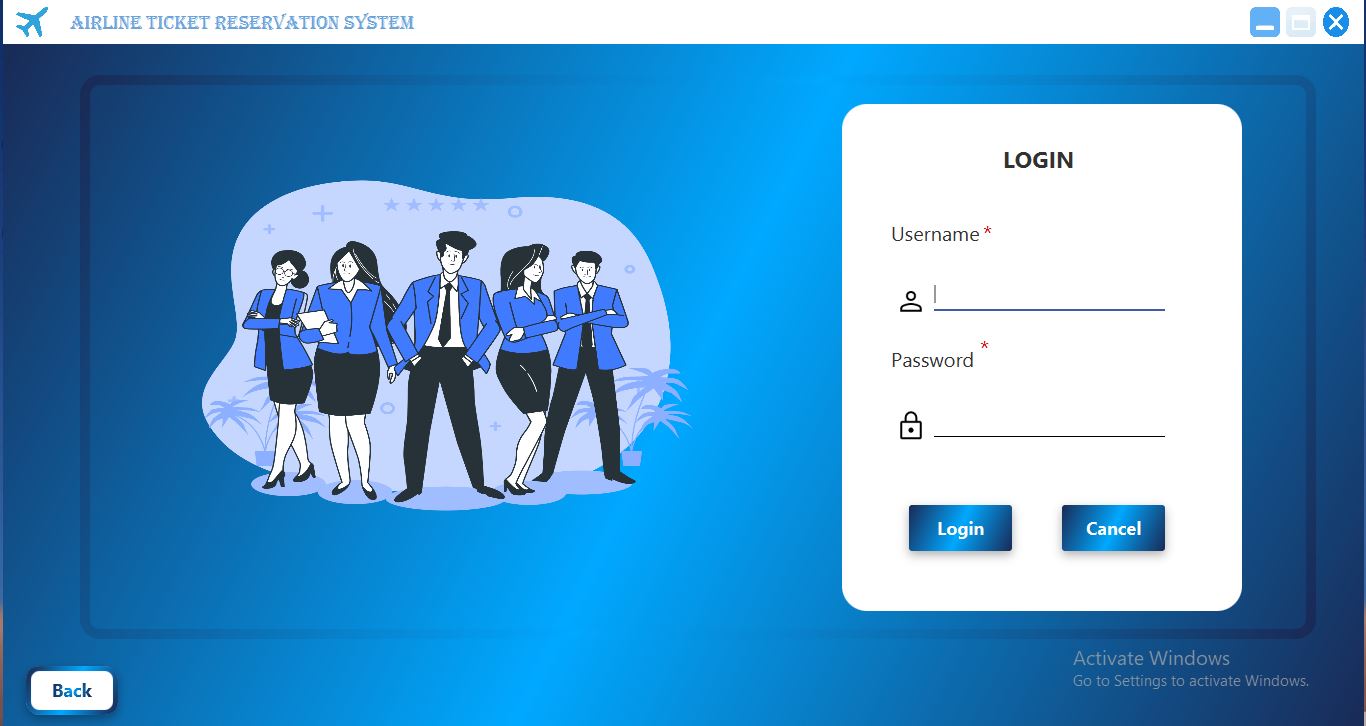 AIRLINE TICKET RESERVATION SYSTEM
LOGIN
Username *
Password *
Login Cancel
Back
Activate Windows
Go to Settings to activate Windows.